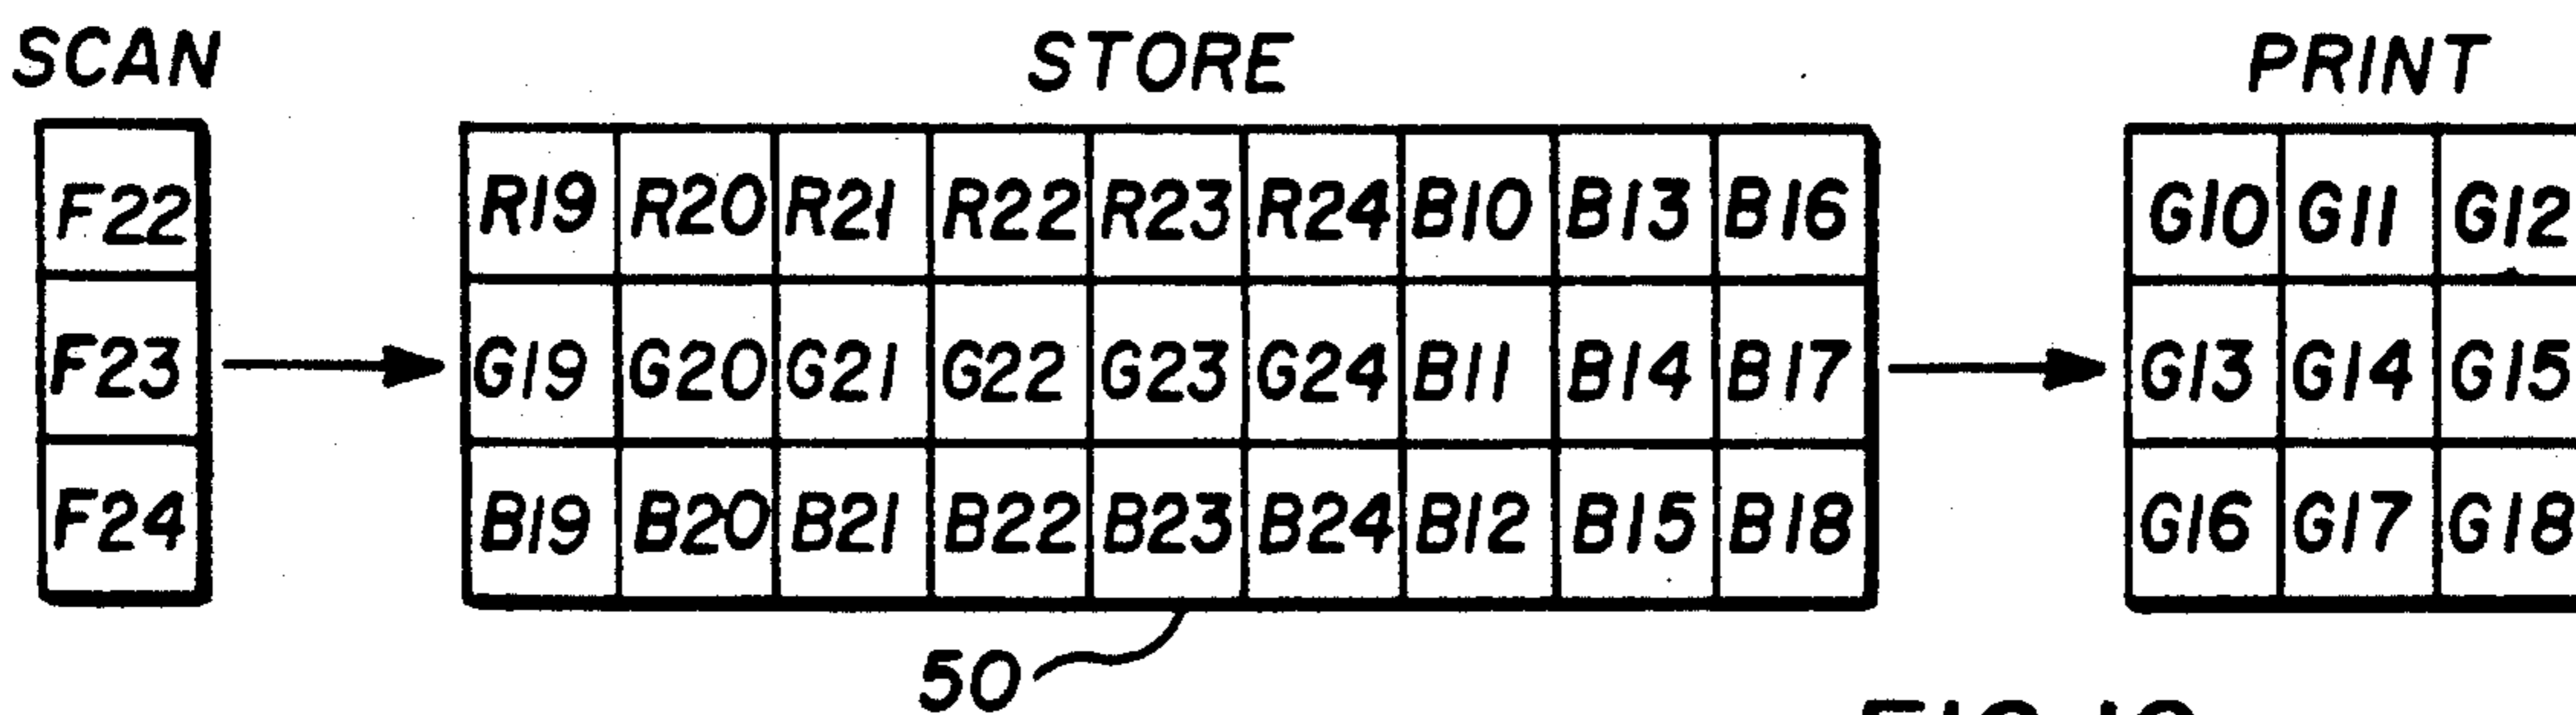 SCAN STORE PRINT
F22 R19 R20 R21 R22 R23 R24 B10 B13 B16 G10 G11 G12
F23 G19 G20 G21 G22 G23 G24 B11 B14 B17 G13 G14 G15
F24 B19 B20 B21 B22 B23 B24 B12 B15 B18 G16 G17 G18
50